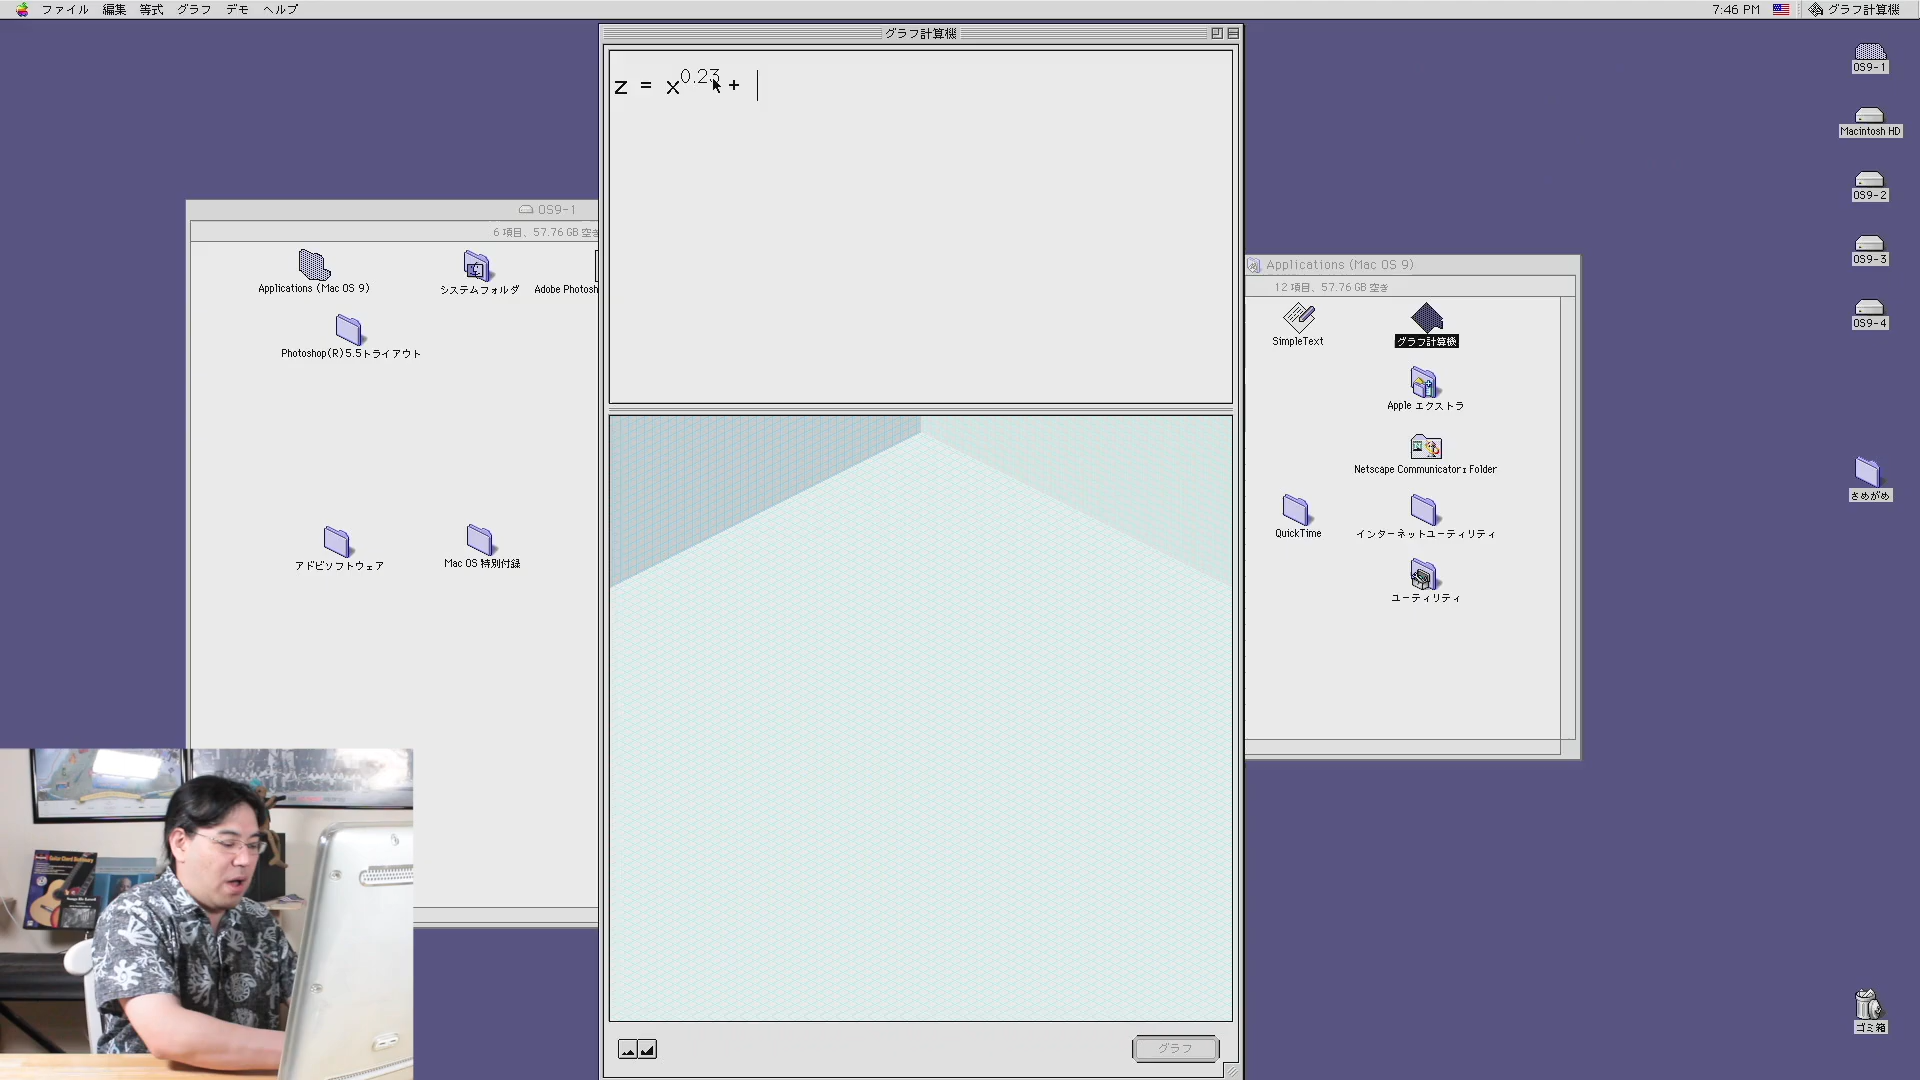 ファイル 編集 等式 グラフ デモ ヘルプ
7:46 PM グラフ計算機
グラフ計算機
z = x^0.23 +
OS9-1
6 項目、57.76 GB 空き
Applications (Mac OS 9)
システムフォルダ
Adobe Photosh
Photoshop(R)5.5トライアウト
アドビソフトウェア
Mac OS 特別付録
Applications (Mac OS 9)
12 項目、57.76 GB 空き
SimpleText
グラフ計算機
Apple エクストラ
Netscape Communicator™ Folder
QuickTime
インターネットユーティリティ
ユーティリティ
OS9-1
Macintosh HD
OS9-2
OS9-3
OS9-4
さめがめ
ゴミ箱
グラフ